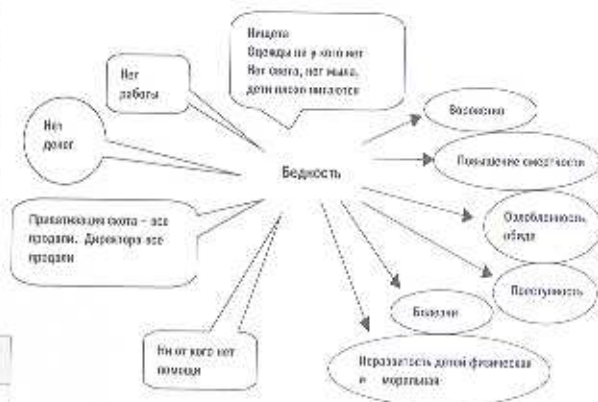 Нищета
Одежды ни у кого нет
Нет света, нет мыла,
дети плохо питаются
Нет
работы
Нет
денег
Приватизация скота – все
продали. Директора все
продали
Ни от кого нет
помощи
Бедность
Воровство
Повышение смертности
Озлобленность,
обида
Преступность
Болезни
Неразвитость детей физическая
и моральная